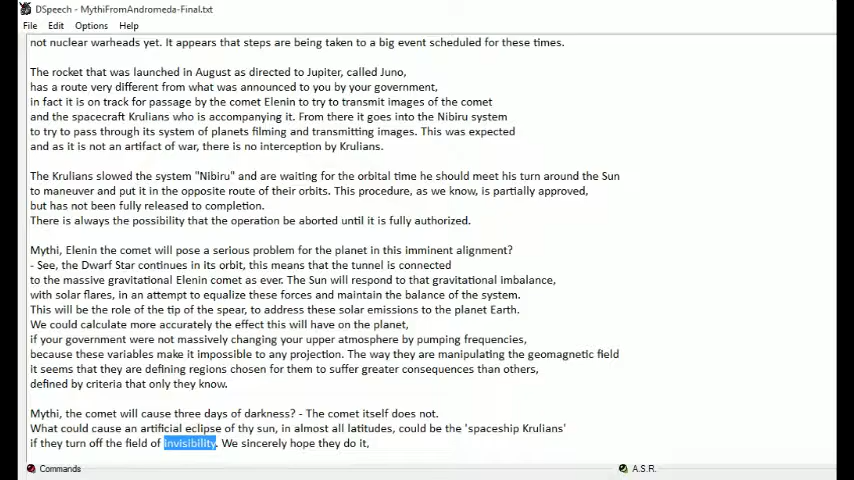 DSpeech - MythiFromAndromeda-Final.txt
File Edit Options Help
not nuclear warheads yet. It appears that steps are being taken to a big event scheduled for these times.
The rocket that was launched in August as directed to Jupiter, called Juno,
has a route very different from what was announced to you by your government,
in fact it is on track for passage by the comet Elenin to try to transmit images of the comet
and the spacecraft Krulians who is accompanying it. From there it goes into the Nibiru system
to try to pass through its system of planets filming and transmitting images. This was expected
and as it is not an artifact of war, there is no interception by Krulians.
The Krulians slowed the system "Nibiru" and are waiting for the orbital time he should meet his turn around the Sun
to maneuver and put it in the opposite route of their orbits. This procedure, as we know, is partially approved,
but has not been fully released to completion.
There is always the possibility that the operation be aborted until it is fully authorized.
Mythi, Elenin the comet will pose a serious problem for the planet in this imminent alignment?
- See, the Dwarf Star continues in its orbit, this means that the tunnel is connected
to the massive gravitational Elenin comet as ever. The Sun will respond to that gravitational imbalance,
with solar flares, in an attempt to equalize these forces and maintain the balance of the system.
This will be the role of the tip of the spear, to address these solar emissions to the planet Earth.
We could calculate more accurately the effect this will have on the planet,
if your government were not massively changing your upper atmosphere by pumping frequencies,
because these variables make it impossible to any projection. The way they are manipulating the geomagnetic field
it seems that they are defining regions chosen for them to suffer greater consequences than others,
defined by criteria that only they know.
Mythi, the comet will cause three days of darkness? - The comet itself does not.
What could cause an artificial eclipse of thy sun, in almost all latitudes, could be the 'spaceship Krulians'
if they turn off the field of invisibility. We sincerely hope they do it,
Commands A.S.R.